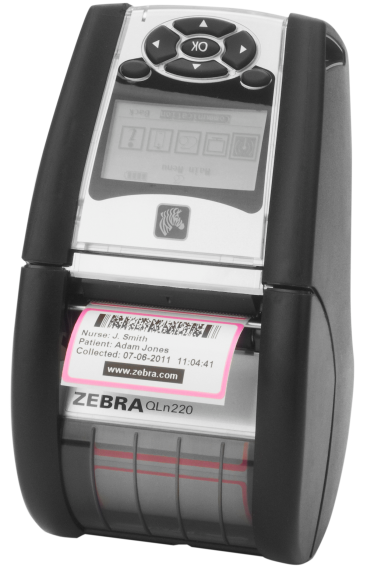 OK
Nurse: J. Smith
Patient: Adam Jones
Collected: 07-06-2011 11:04:41
www.zebra.com
ZEBRA QLn220